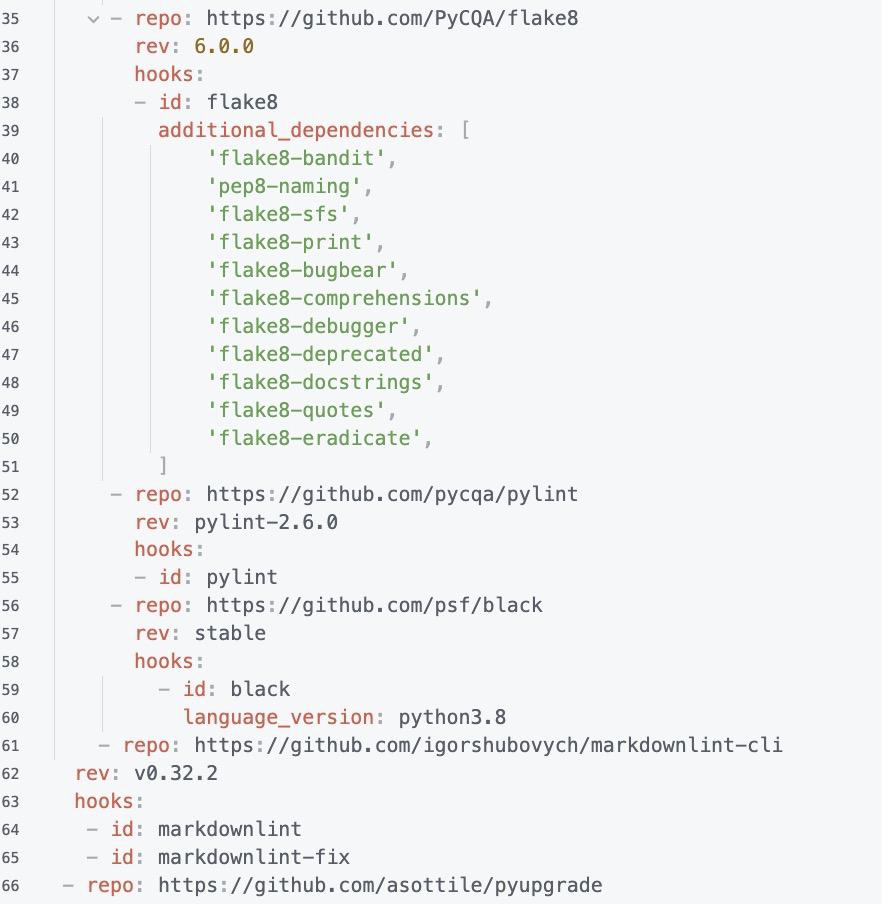 35 - repo: https://github.com/PyCQA/flake8
36 rev: 6.0.0
37 hooks:
38 - id: flake8
39 additional_dependencies: [
40 'flake8-bandit',
41 'pep8-naming',
42 'flake8-sfs',
43 'flake8-print',
44 'flake8-bugbear',
45 'flake8-comprehensions',
46 'flake8-debugger',
47 'flake8-deprecated',
48 'flake8-docstrings',
49 'flake8-quotes',
50 'flake8-eradicate',
51 ]
52 - repo: https://github.com/pycqa/pylint
53 rev: pylint-2.6.0
54 hooks:
55 - id: pylint
56 - repo: https://github.com/psf/black
57 rev: stable
58 hooks:
59 - id: black
60 language_version: python3.8
61 - repo: https://github.com/igorshubovych/markdownlint-cli
62 rev: v0.32.2
63 hooks:
64 - id: markdownlint
65 - id: markdownlint-fix
66 - repo: https://github.com/asottile/pyupgrade